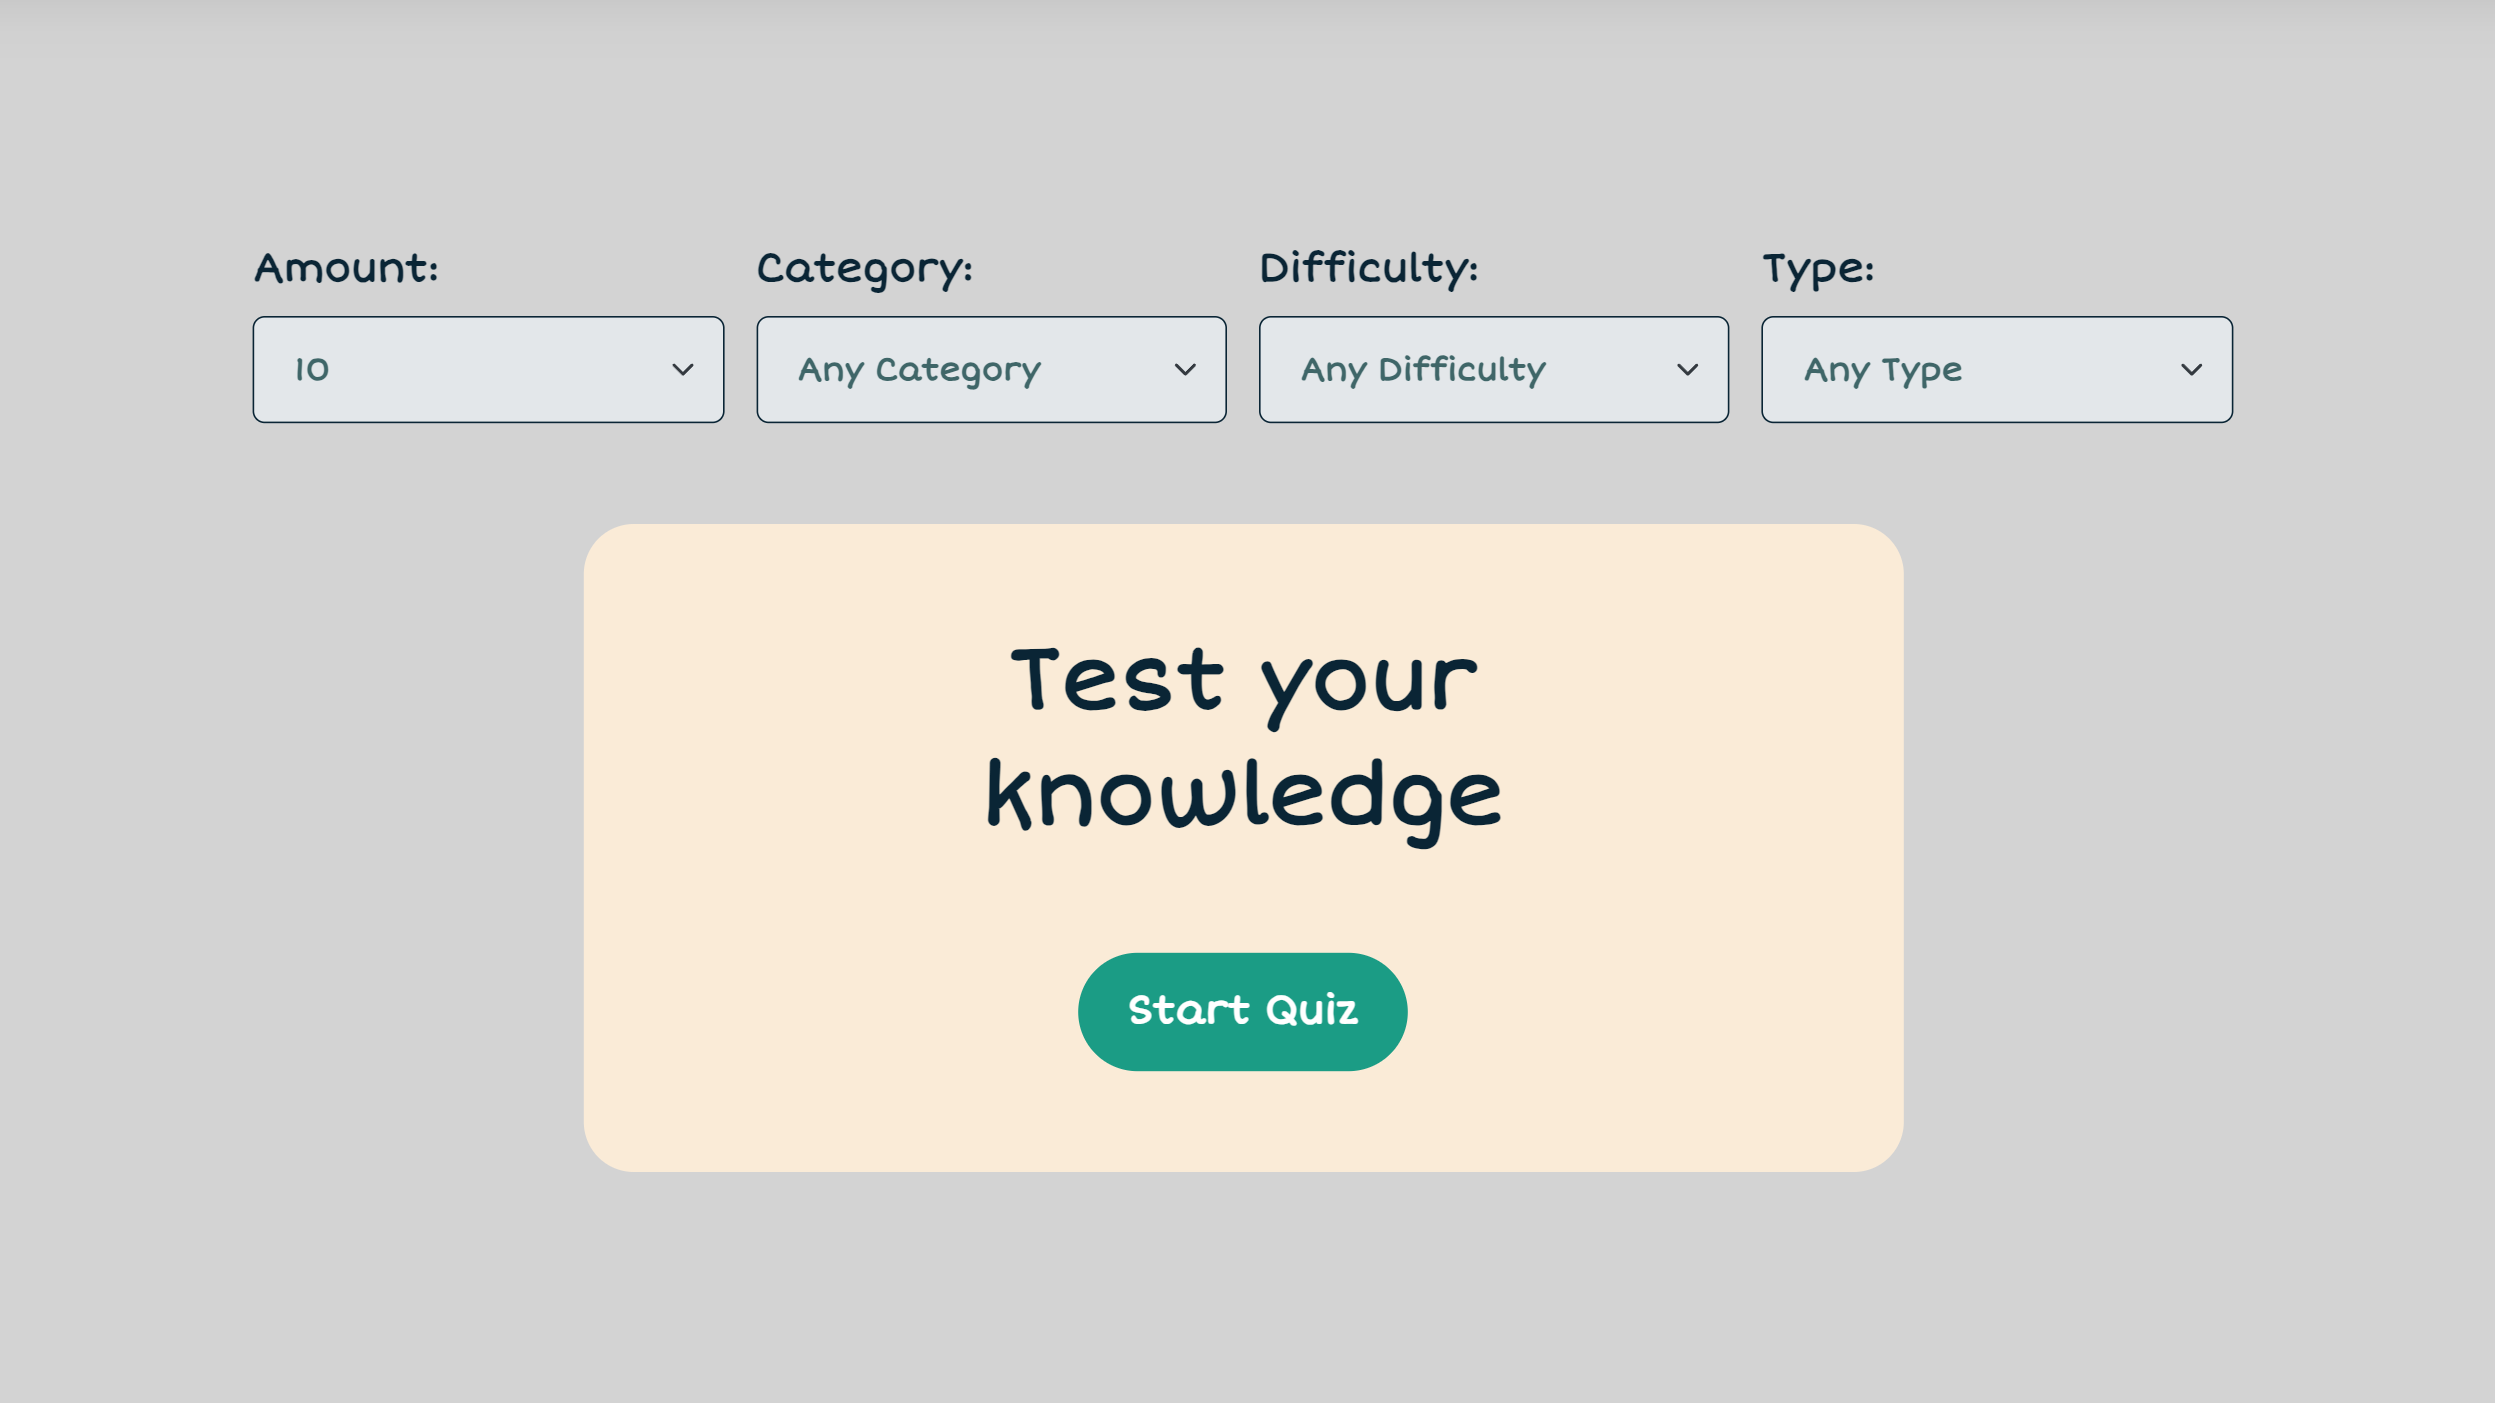 Amount:
Category:
Difficulty:
Type:
10
Any Category
Any Difficulty
Any Type
Test your
knowledge
Start Quiz